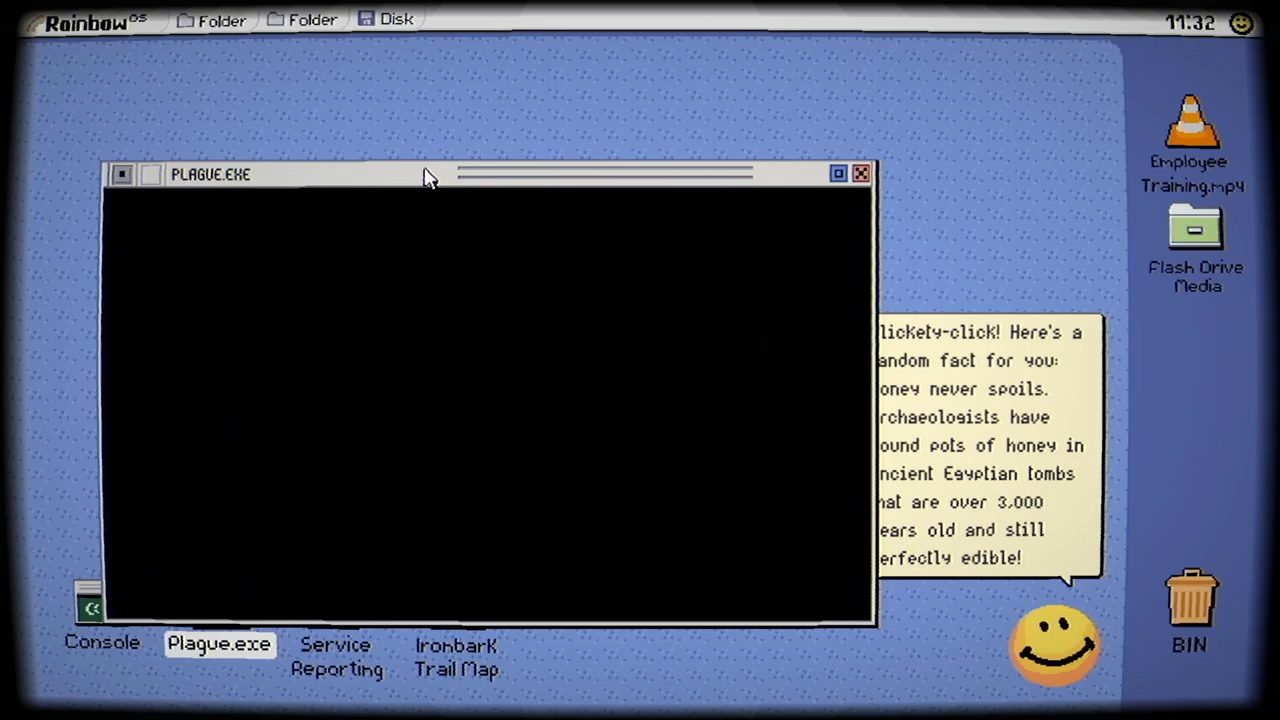 Rainbow OS
Folder
Folder
Disk
11:32
PLAGUE.EXE
Employee
Training.mp4
Flash Drive
Media
lickety-click! Here's a
andom fact for you:
oney never spoils.
rchaeologists have
ound pots of honey in
ncient Egyptian tombs
hat are over 3,000
ears old and still
erfectly edible!
Console
Plague.exe
Service
Reporting
Ironbark
Trail Map
BIN